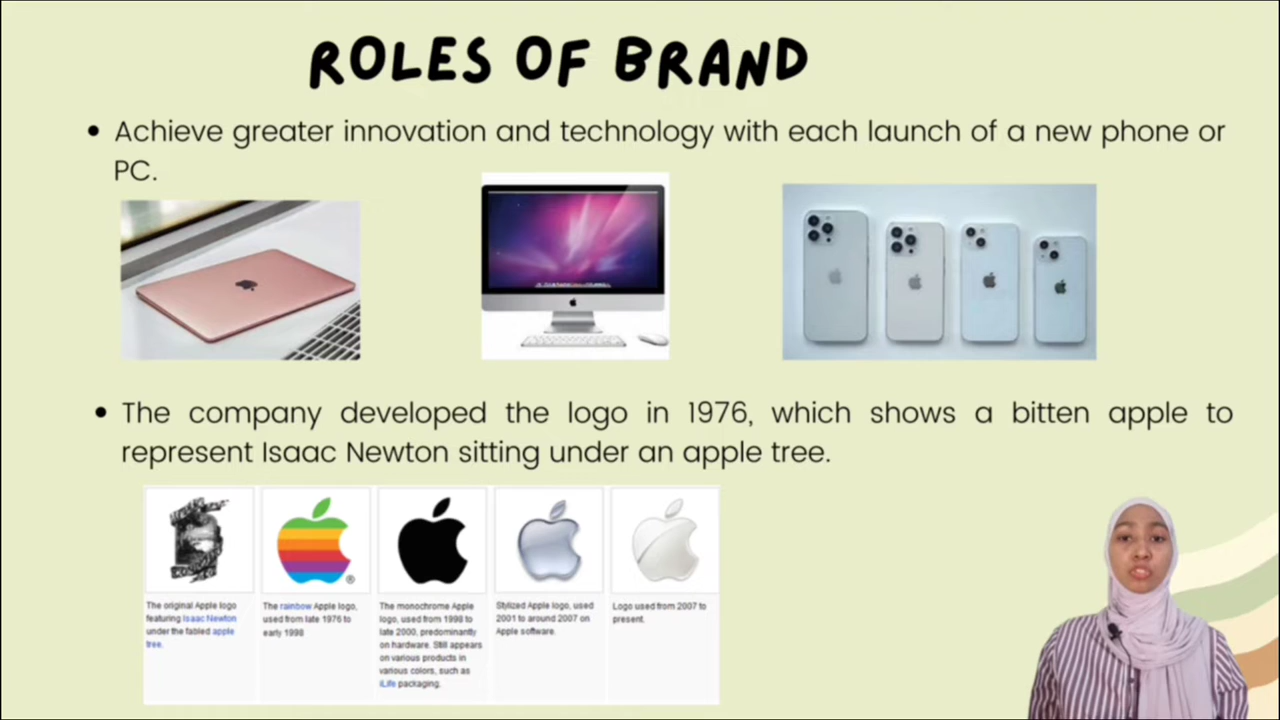 ROLES OF BRAND
• Achieve greater innovation and technology with each launch of a new phone or
PC.
• The company developed the logo in 1976, which shows a bitten apple to
represent Isaac Newton sitting under an apple tree.
The original Apple logo
featuring Isaac Newton
under the fabled apple
tree.
The rainbow Apple logo,
used from late 1976 to
early 1998
The monochrome Apple
logo, used from 1998 to
late 2000, predominantly
on hardware. Still appears
on various products in
various colors, such as
iLife packaging.
Stylized Apple logo, used
2001 to around 2007 on
Apple software.
Logo used from 2007 to
present.